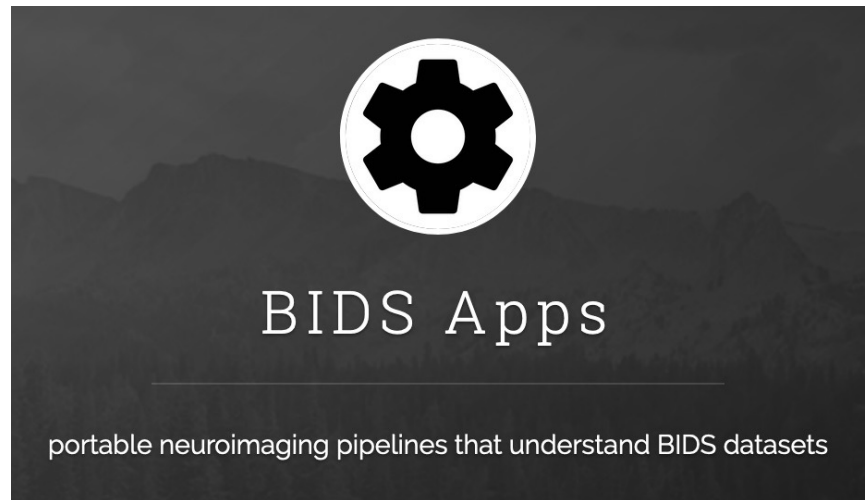 BIDS Apps
portable neuroimaging pipelines that understand BIDS datasets